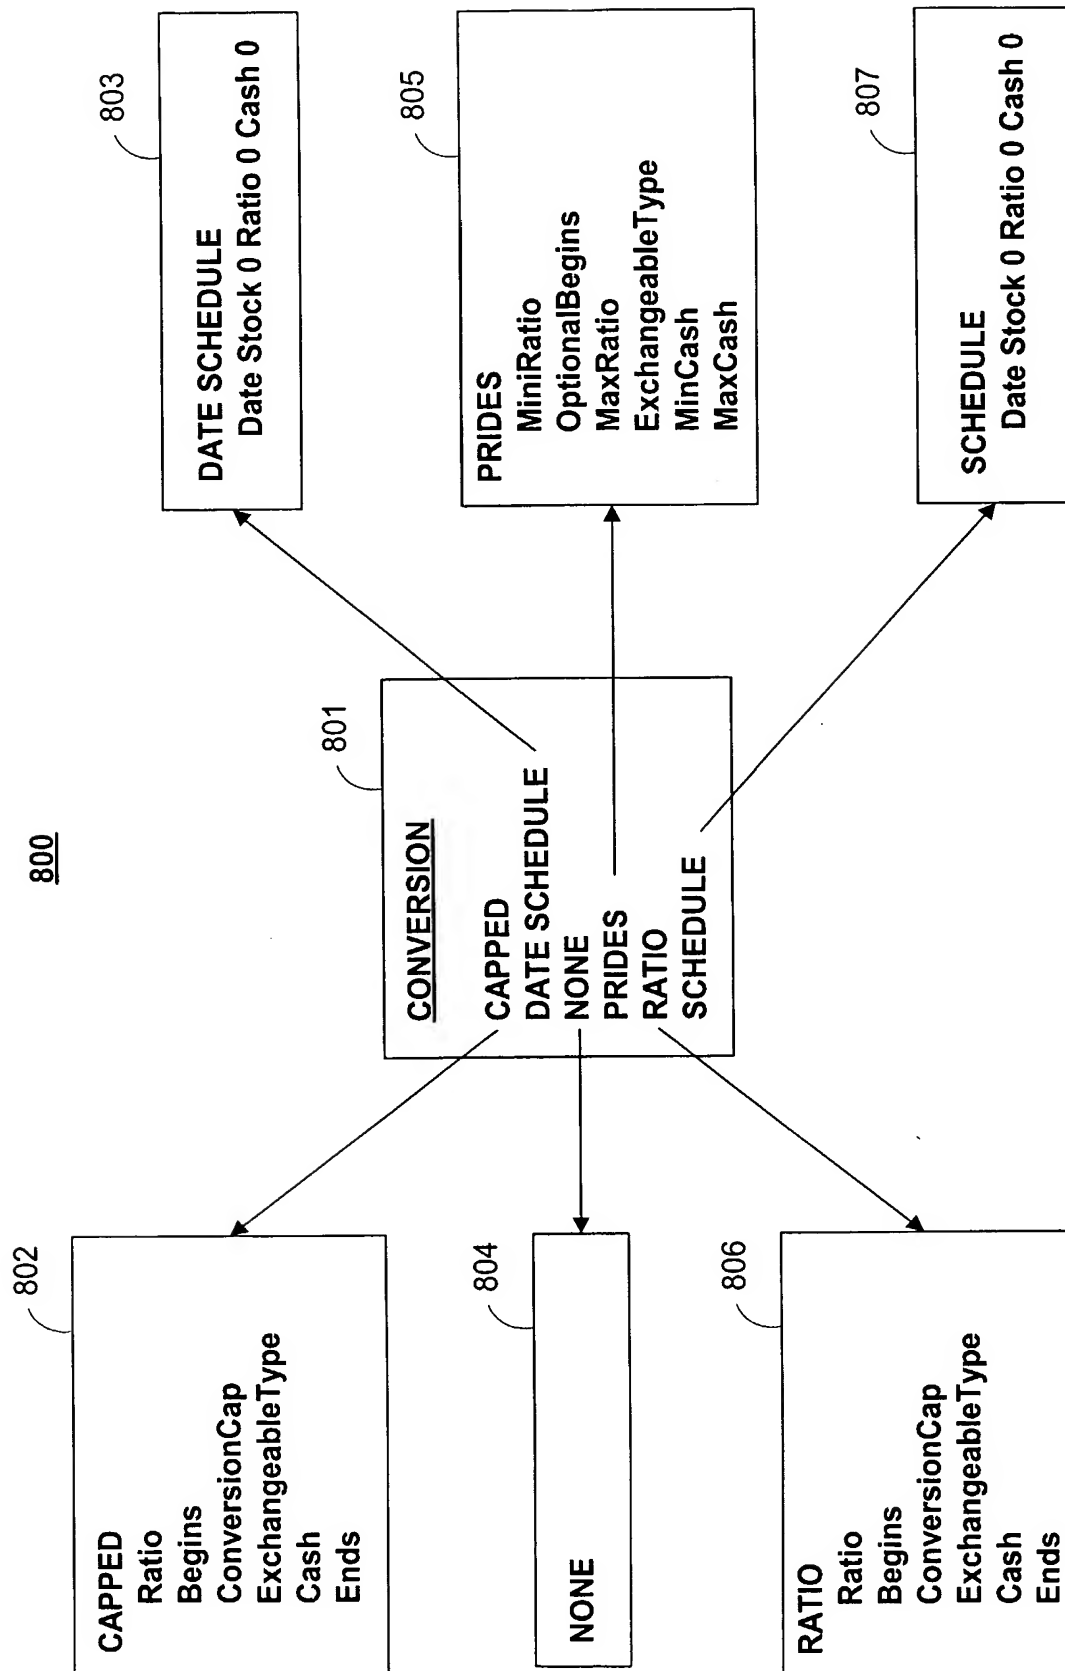 800
802
CAPPED
Ratio
Begins
ConversionCap
ExchangeableType
Cash
Ends
804
NONE
806
RATIO
Ratio
Begins
ConversionCap
ExchangeableType
Cash
Ends
801
CONVERSION
CAPPED
DATE SCHEDULE
NONE
PRIDES
RATIO
SCHEDULE
803
DATE SCHEDULE
Date Stock 0 Ratio 0 Cash 0
805
PRIDES
MiniRatio
OptionalBegins
MaxRatio
ExchangeableType
MinCash
MaxCash
807
SCHEDULE
Date Stock 0 Ratio 0 Cash 0